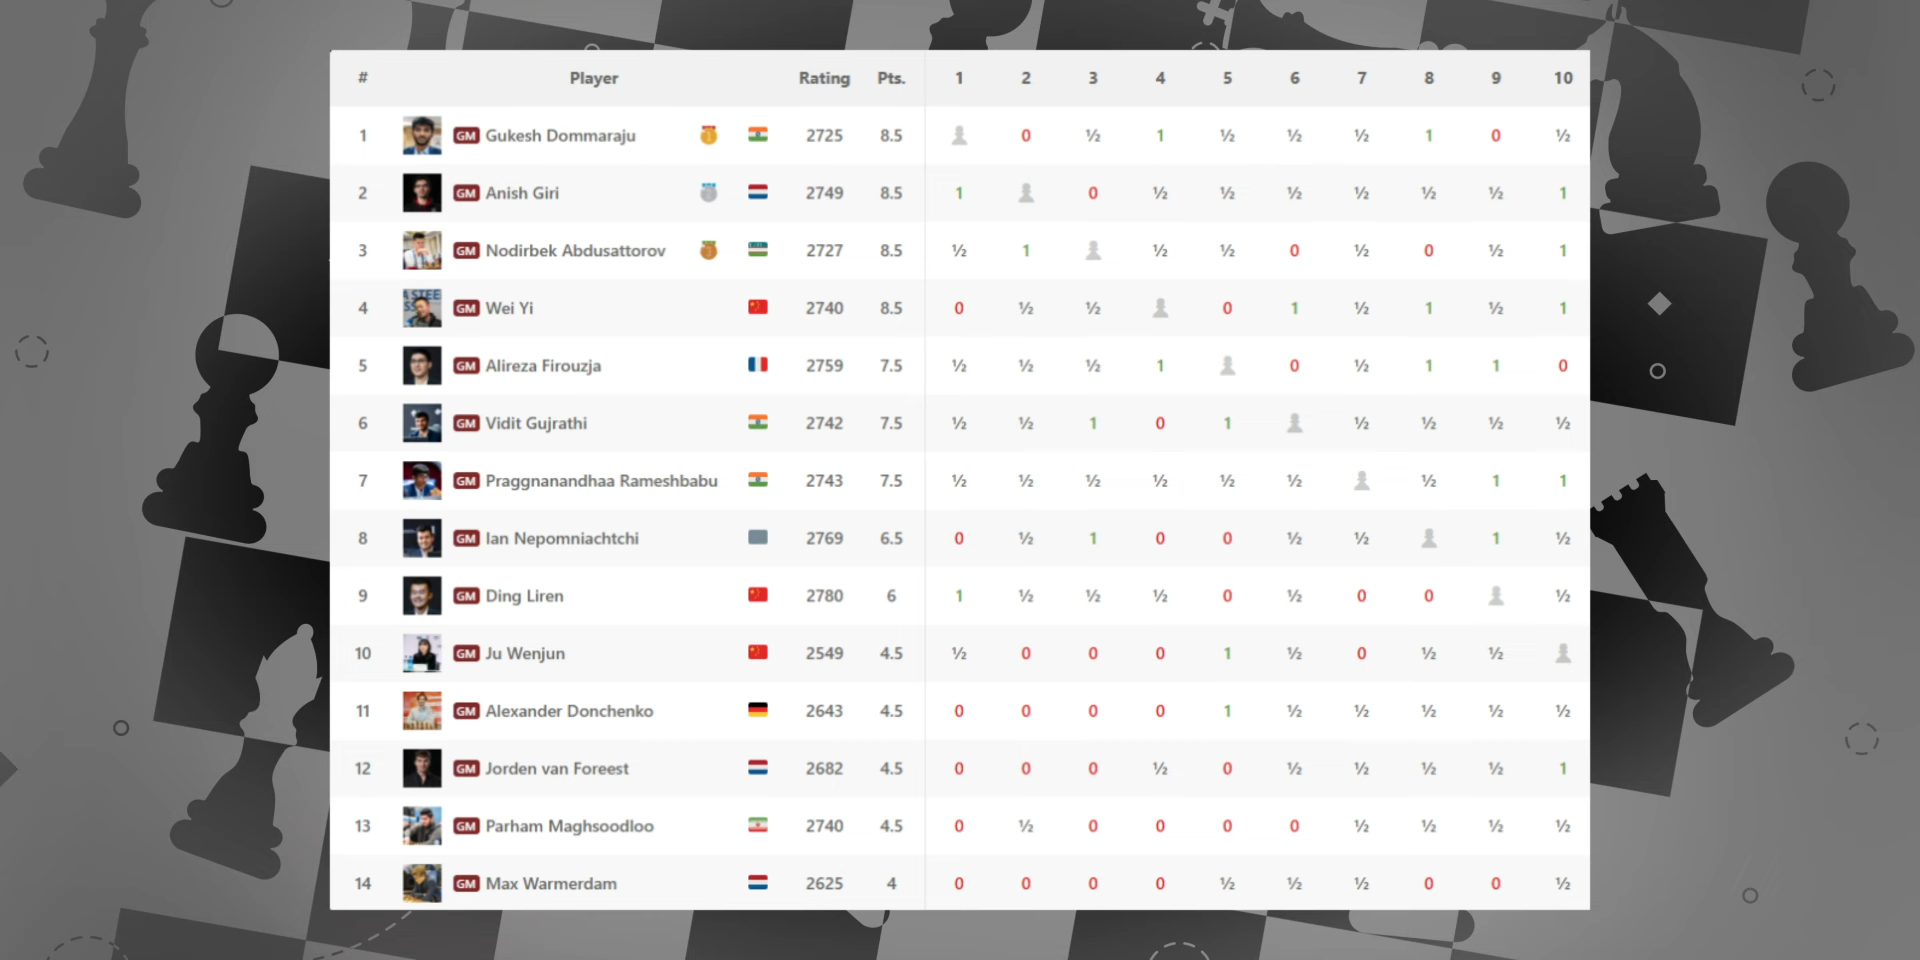 # Player Rating Pts. 1 2 3 4 5 6 7 8 9 10
1 GM Gukesh Dommaraju 2725 8.5 0 ½ 1 ½ ½ ½ 1 0 ½
2 GM Anish Giri 2749 8.5 1 0 ½ ½ ½ ½ ½ ½ 1
3 GM Nodirbek Abdusattorov 2727 8.5 ½ 1 ½ ½ 0 ½ 0 ½ 1
4 GM Wei Yi 2740 8.5 0 ½ ½ 0 1 ½ 1 ½ 1
5 GM Alireza Firouzja 2759 7.5 ½ ½ ½ 1 0 ½ 1 1 0
6 GM Vidit Gujrathi 2742 7.5 ½ ½ 1 0 1 ½ ½ ½ ½
7 GM Praggnanandhaa Rameshbabu 2743 7.5 ½ ½ ½ ½ ½ ½ ½ 1 1
8 GM Ian Nepomniachtchi 2769 6.5 0 ½ 1 0 0 ½ ½ 1 ½
9 GM Ding Liren 2780 6 1 ½ ½ ½ 0 ½ 0 0 ½
10 GM Ju Wenjun 2549 4.5 ½ 0 0 0 1 ½ 0 ½ ½
11 GM Alexander Donchenko 2643 4.5 0 0 0 0 1 ½ ½ ½ ½ ½
12 GM Jorden van Foreest 2682 4.5 0 0 0 ½ 0 ½ ½ ½ ½ 1
13 GM Parham Maghsoodloo 2740 4.5 0 ½ 0 0 0 0 ½ ½ ½ ½
14 GM Max Warmerdam 2625 4 0 0 0 0 ½ ½ ½ 0 0 ½